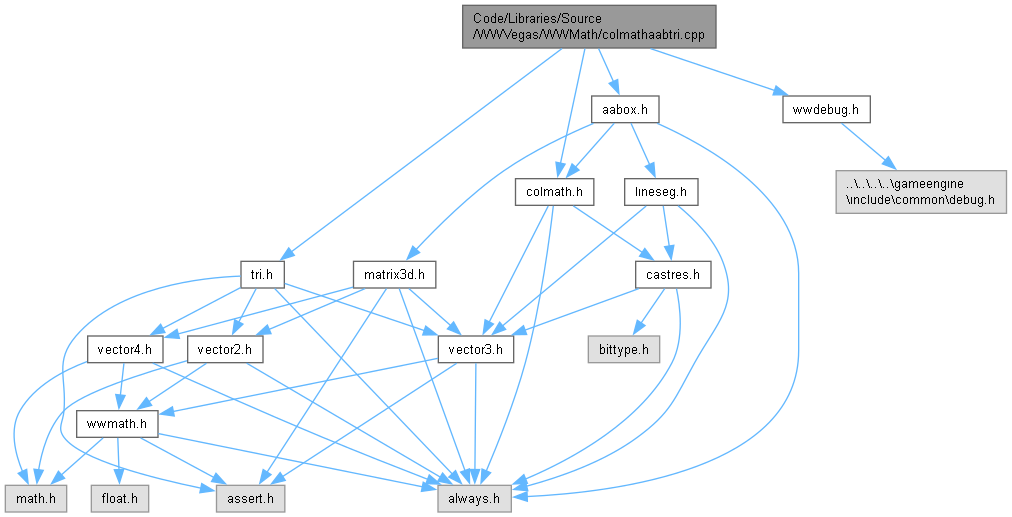 Code/Libraries/Source
/WWVegas/WWMath/colmathaabtri.cpp
aabox.h
wwdebug.h
colmath.h
lineseg.h
..\..\..\..\gameengine
\include\common\debug.h
tri.h
matrix3d.h
castres.h
vector4.h
vector2.h
vector3.h
bittype.h
wwmath.h
math.h
float.h
assert.h
always.h